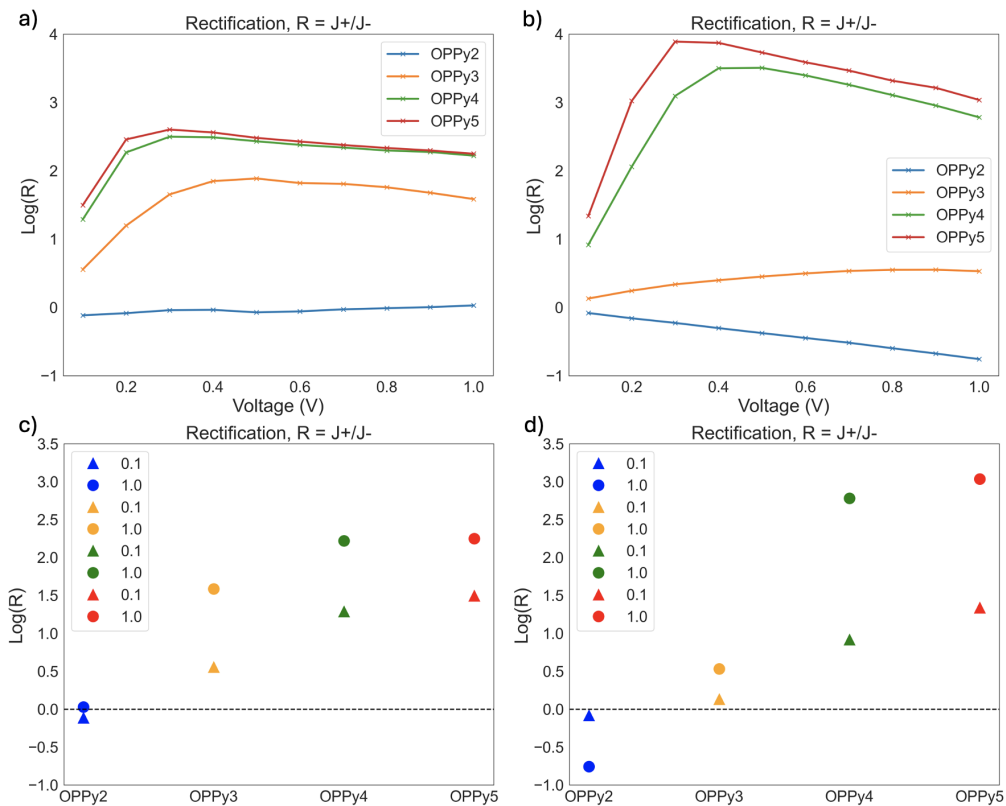 a)
Rectification, R = J+/J-
4
3
2
1
0
−1
Log(R)
OPPy2
OPPy3
OPPy4
OPPy5
0.2 0.4 0.6 0.8 1.0
Voltage (V)
b)
Rectification, R = J+/J-
4
3
2
1
0
−1
Log(R)
OPPy2
OPPy3
OPPy4
OPPy5
0.2 0.4 0.6 0.8 1.0
Voltage (V)
c)
Rectification, R = J+/J-
3.5
3.0
2.5
2.0
1.5
1.0
0.5
0.0
−0.5
−1.0
Log(R)
0.1
1.0
0.1
1.0
0.1
1.0
0.1
1.0
OPPy2 OPPy3 OPPy4 OPPy5
d)
Rectification, R = J+/J-
3.5
3.0
2.5
2.0
1.5
1.0
0.5
0.0
−0.5
−1.0
Log(R)
0.1
1.0
0.1
1.0
0.1
1.0
0.1
1.0
OPPy2 OPPy3 OPPy4 OPPy5